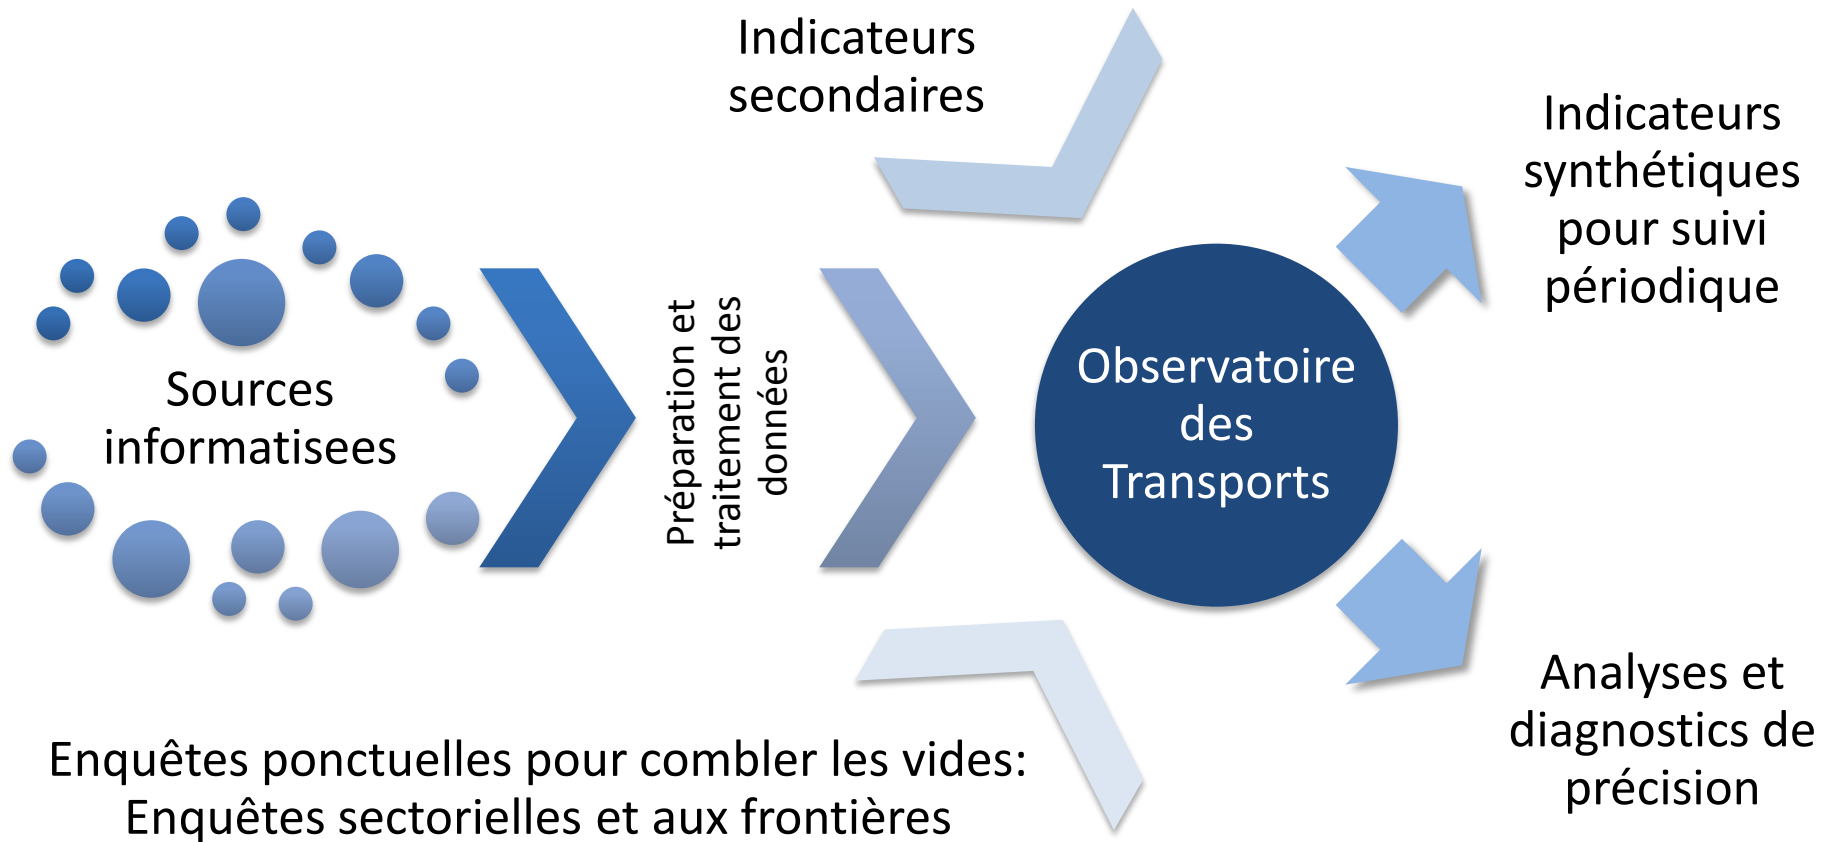 Indicateurs
secondaires
Sources
informatisees
Préparation et
traitement des
données
Observatoire
des
Transports
Indicateurs
synthétiques
pour suivi
périodique
Analyses et
diagnostics de
précision
Enquêtes ponctuelles pour combler les vides:
Enquêtes sectorielles et aux frontières